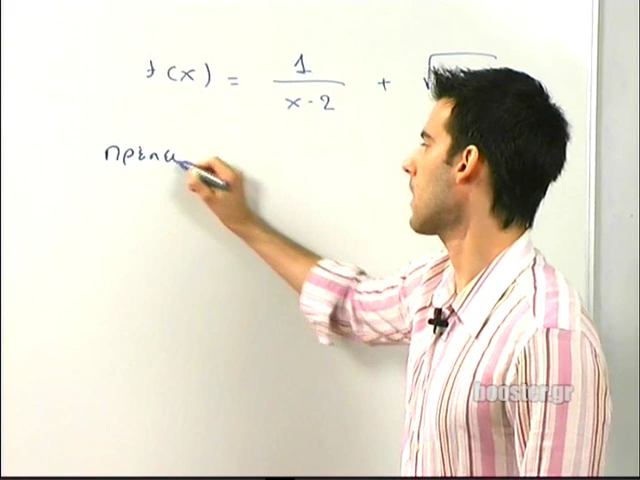 f(x) = 1/(x-2) + √
πρέπει
booster.gr